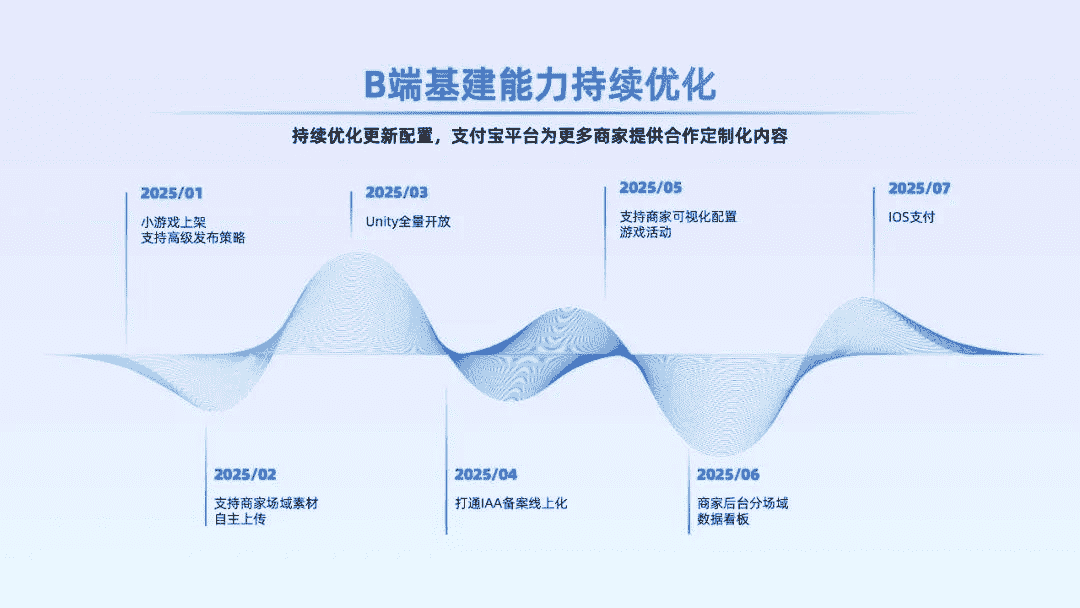 B端基建能力持续优化
持续优化更新配置，支付宝平台为更多商家提供合作定制化内容
2025/01
小游戏上架
支持高级发布策略
2025/03
Unity全量开放
2025/05
支持商家可视化配置
游戏活动
2025/07
IOS支付
2025/02
支持商家场域素材
自主上传
2025/04
打通IAA备案线上化
2025/06
商家后台分场域
数据看板